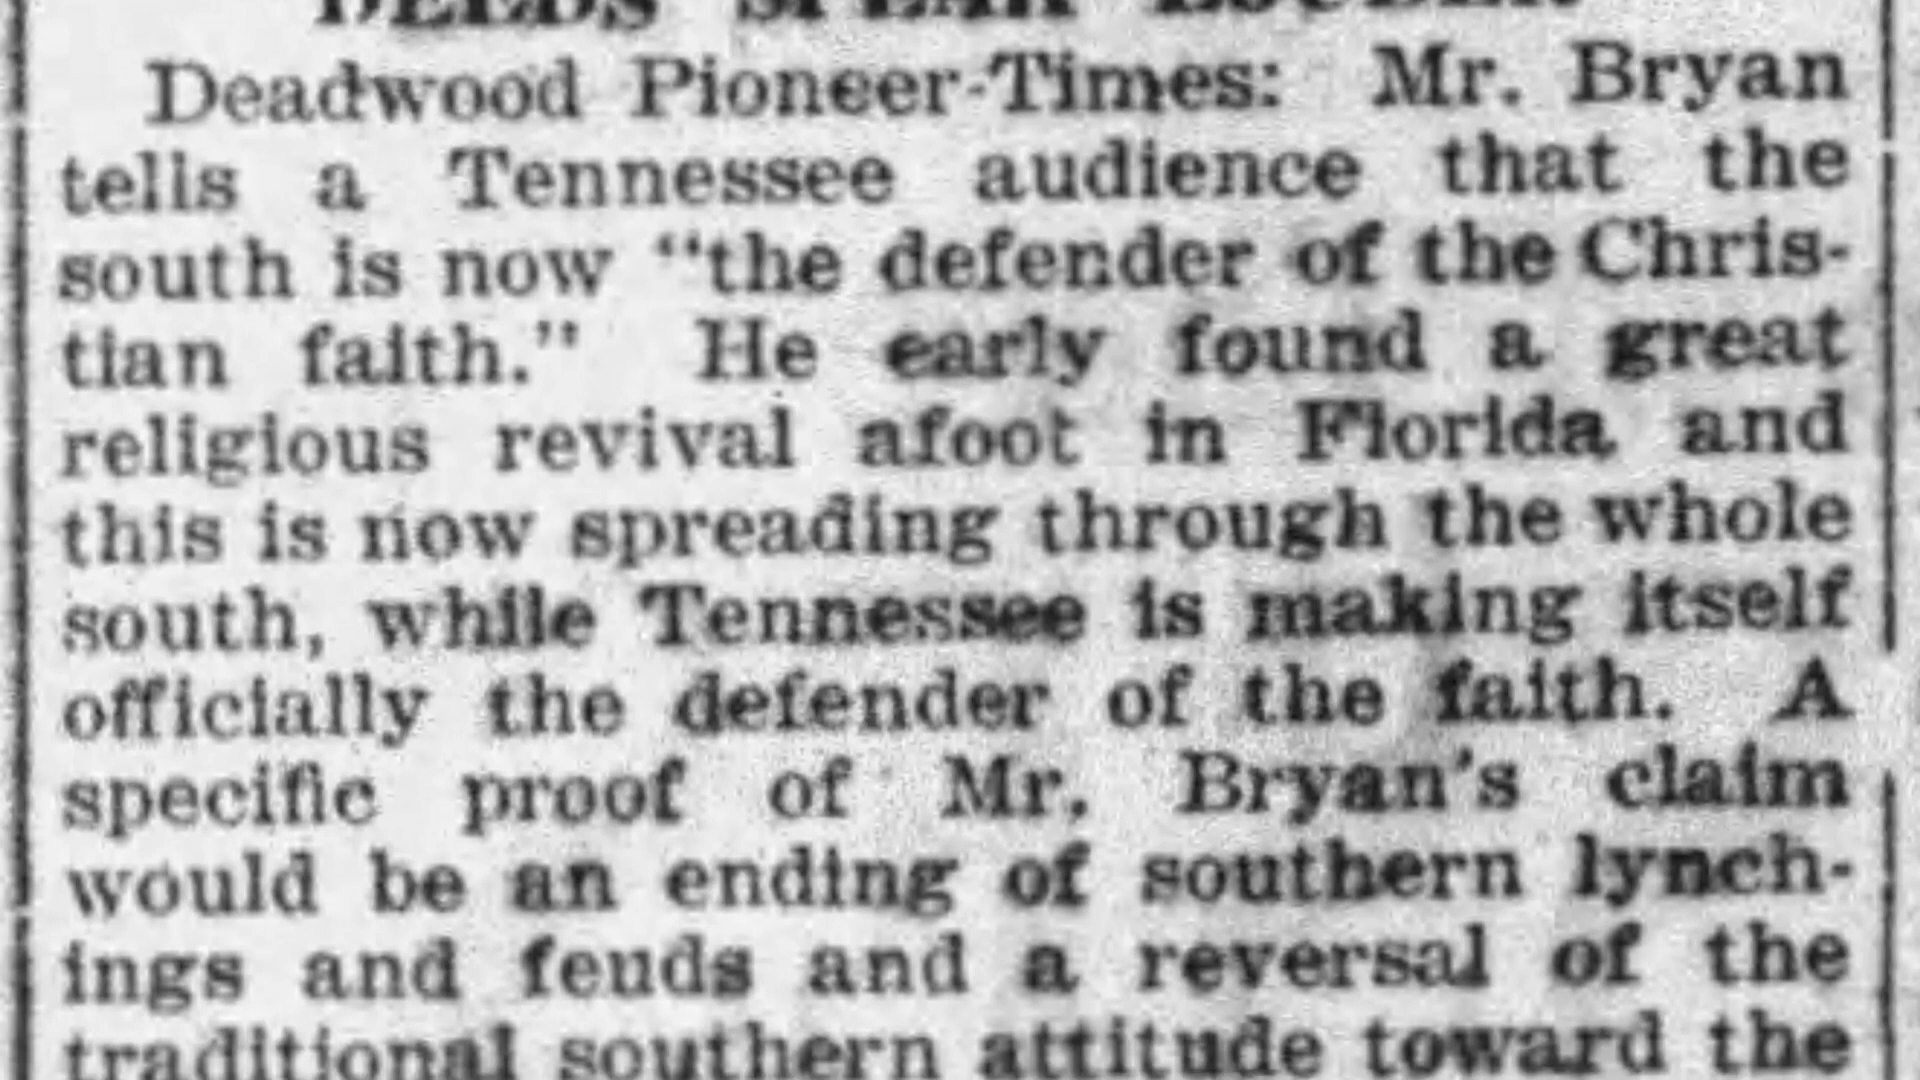 DEEDS SPEAK LOUDER
Deadwood Pioneer-Times: Mr. Bryan
tells a Tennessee audience that the
south is now “the defender of the Chris-
tian faith.” He early found a great
religious revival afoot in Florida and
this is now spreading through the whole
south, while Tennessee is making itself
officially the defender of the faith. A
specific proof of Mr. Bryan's claim
would be an ending of southern lynch-
ings and feuds and a reversal of the
traditional southern attitude toward the